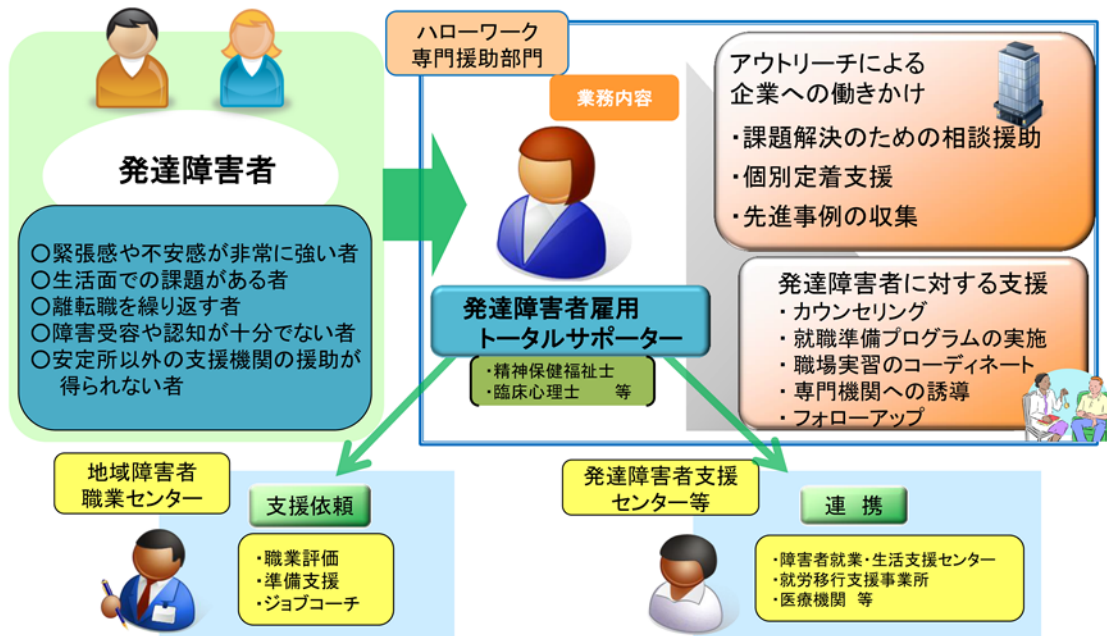 発達障害者
○緊張感や不安感が非常に強い者
○生活面での課題がある者
○離転職を繰り返す者
○障害受容や認知が十分でない者
○安定所以外の支援機関の援助が
得られない者
ハローワーク
専門援助部門
業務内容
発達障害者雇用
トータルサポーター
・精神保健福祉士
・臨床心理士 等
アウトリーチによる
企業への働きかけ
・課題解決のための相談援助
・個別定着支援
・先進事例の収集
発達障害者に対する支援
・カウンセリング
・就職準備プログラムの実施
・職場実習のコーディネート
・専門機関への誘導
・フォローアップ
地域障害者
職業センター
支援依頼
・職業評価
・準備支援
・ジョブコーチ
発達障害者支援
センター等
連 携
・障害者就業・生活支援センター
・就労移行支援事業所
・医療機関 等